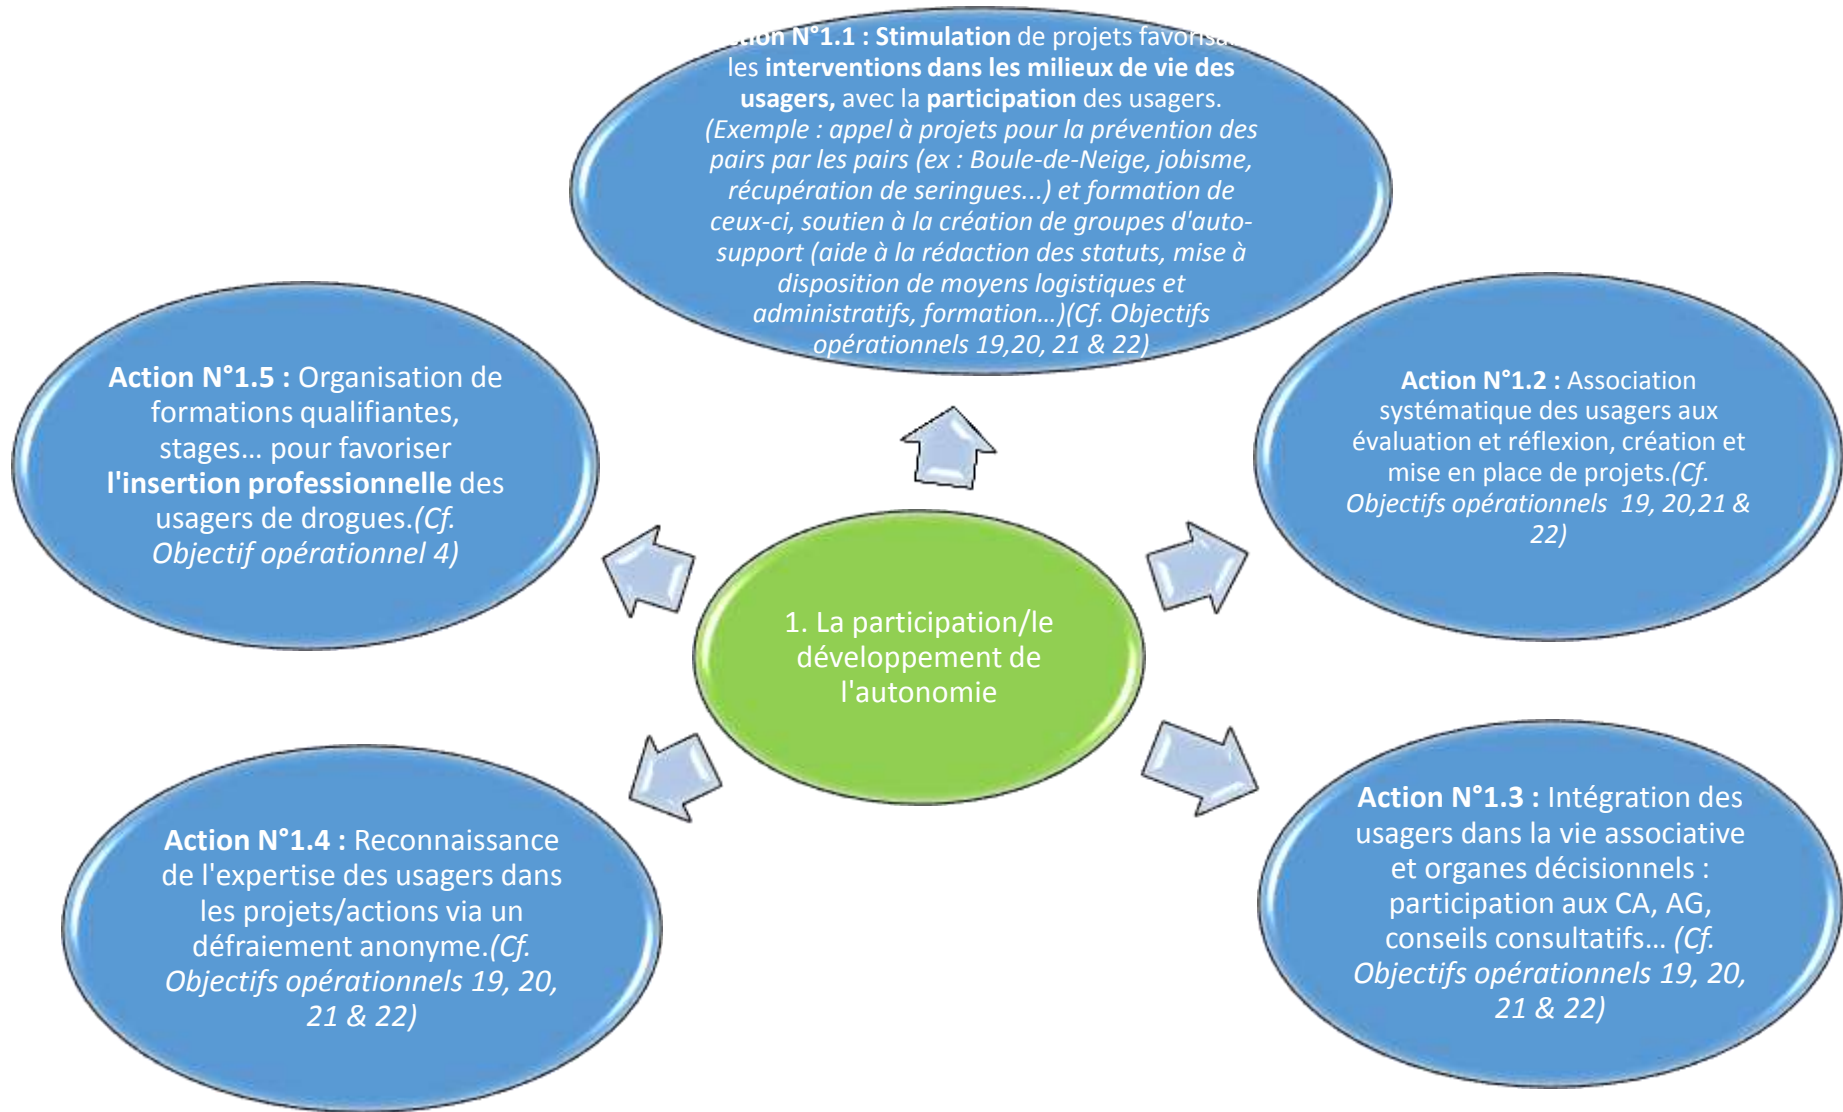 N°1.1 : Stimulation de projets
les interventions dans les milieux de vie des
usagers, avec la participation des usagers.
(Exemple : appel à projets pour la prévention des
pairs par les pairs (ex : Boule-de-Neige, jobisme,
récupération de seringues...) et formation de
ceux-ci, soutien à la création de groupes d'auto-
support (aide à la rédaction des statuts, mise à
disposition de moyens logistiques et
administratifs, formation…)(Cf. Objectifs
opérationnels 19,20, 21 & 22)
Action N°1.2 : Association
systématique des usagers aux
évaluation et réflexion, création et
mise en place de projets.(Cf.
Objectifs opérationnels 19, 20,21 &
22)
Action N°1.3 : Intégration des
usagers dans la vie associative
et organes décisionnels :
participation aux CA, AG,
conseils consultatifs… (Cf.
Objectifs opérationnels 19, 20,
21 & 22)
Action N°1.4 : Reconnaissance
de l'expertise des usagers dans
les projets/actions via un
défraiement anonyme.(Cf.
Objectifs opérationnels 19, 20,
21 & 22)
Action N°1.5 : Organisation de
formations qualifiantes,
stages… pour favoriser
l'insertion professionnelle des
usagers de drogues.(Cf.
Objectif opérationnel 4)
1. La participation/le
développement de
l'autonomie